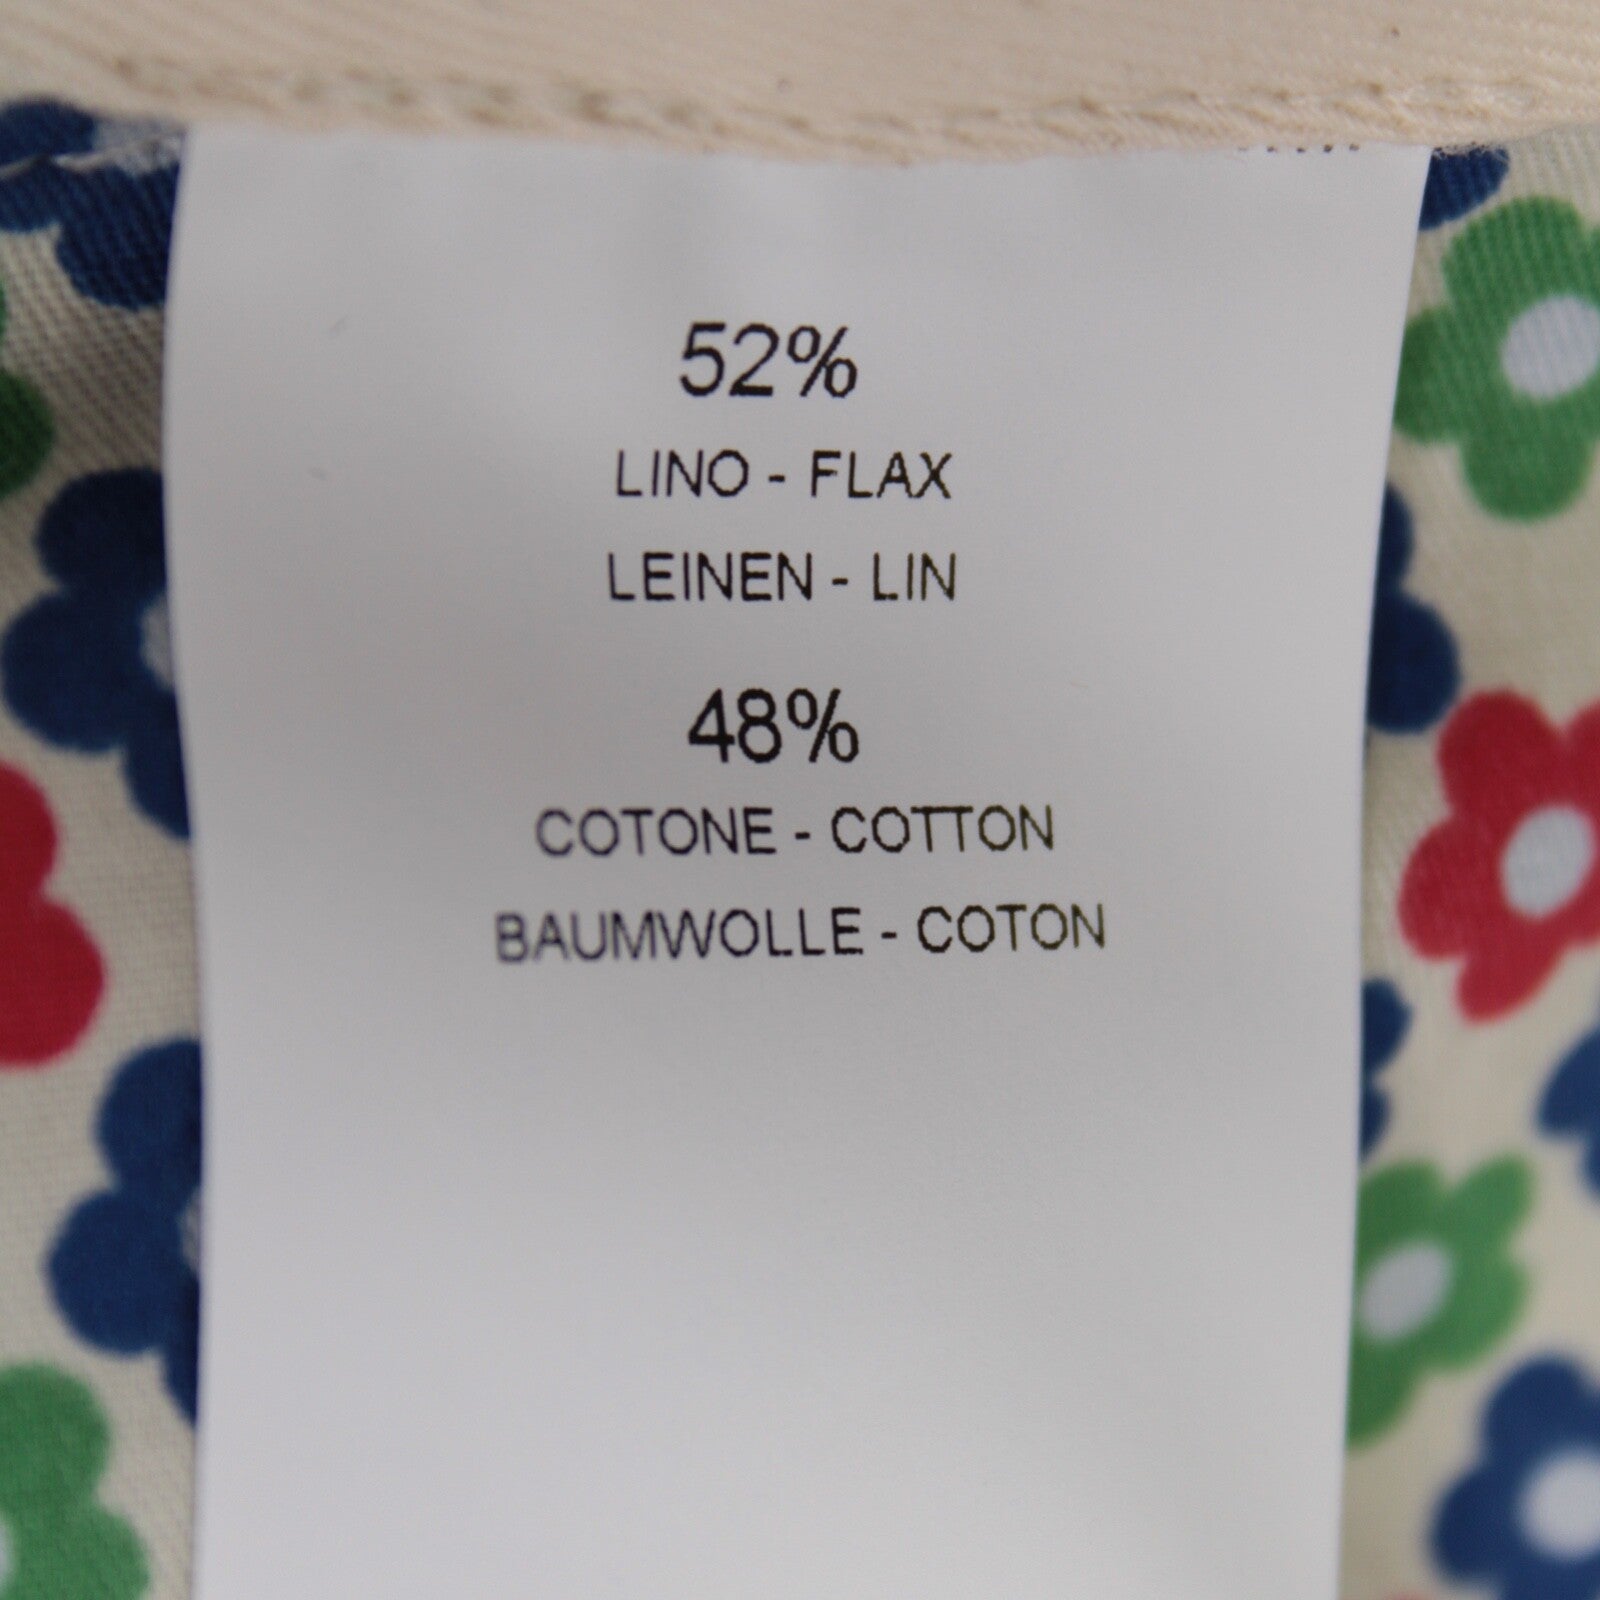 52%
LINO - FLAX
LEINEN - LIN
48%
COTONE - COTTON
BAUMWOLLE - COTON